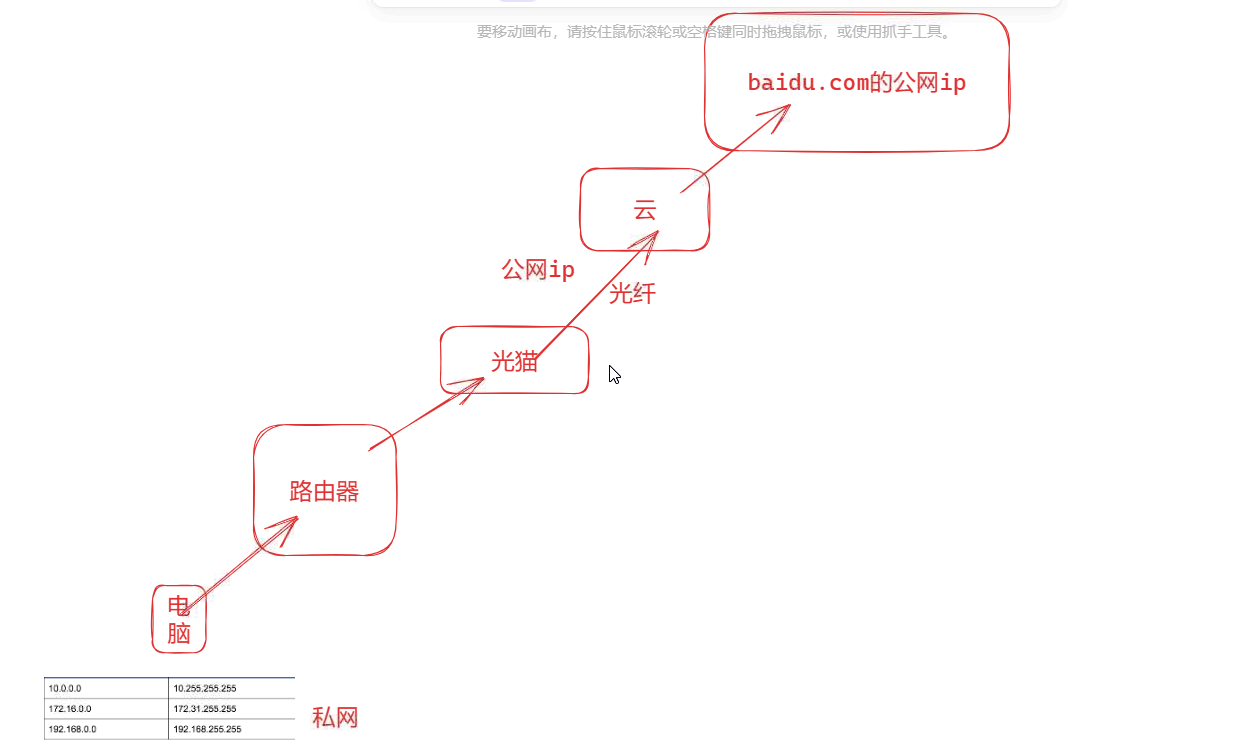 要移动画布，请按住鼠标滚轮或空格键同时拖拽鼠标，或使用抓手工具。
baidu.com的公网ip
云
公网ip
光纤
光猫
路由器
电
脑
10.0.0.0 10.255.255.255
172.16.0.0 172.31.255.255
192.168.0.0 192.168.255.255
私网